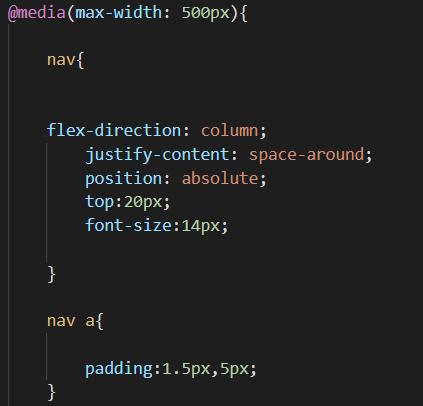 @media(max-width: 500px){
nav{
flex-direction: column;
justify-content: space-around;
position: absolute;
top:20px;
font-size:14px;
}
nav a{
padding:1.5px,5px;
}